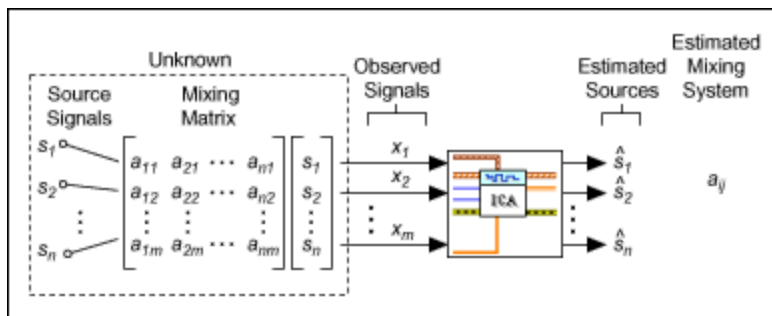 Unknown
Source Signals
Mixing Matrix
Observed Signals
Estimated Sources
Estimated Mixing System
s1
s2
⋮
sn
a11 a21 ⋯ an1
a12 a22 ⋯ an2
⋮ ⋮ ⋮
a1m a2m ⋯ anm
s1
s2
⋮
sn
x1
x2
⋮
xm
ICA
ŝ1
ŝ2
⋮
ŝn
aij